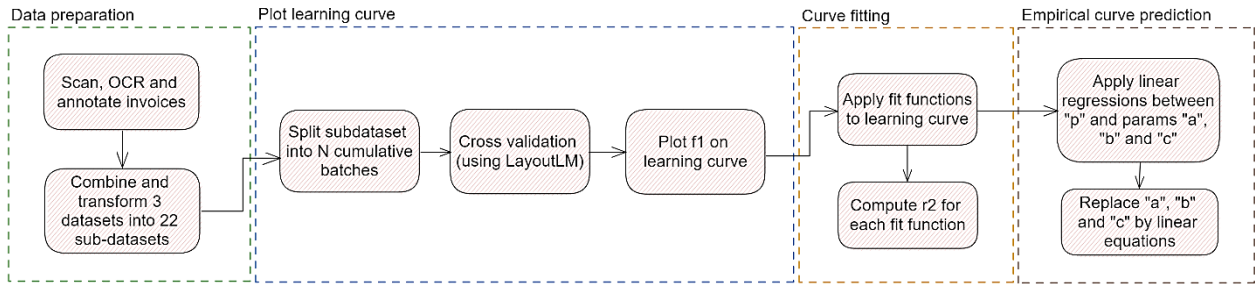 Data preparation
Scan, OCR and
annotate invoices
Combine and
transform 3
datasets into 22
sub-datasets
Plot learning curve
Split subdataset
into N cumulative
batches
Cross validation
(using LayoutLM)
Plot f1 on
learning curve
Curve fitting
Apply fit functions
to learning curve
Compute r2 for
each fit function
Empirical curve prediction
Apply linear
regressions between
"p" and params "a",
"b" and "c"
Replace "a", "b"
and "c" by linear
equations